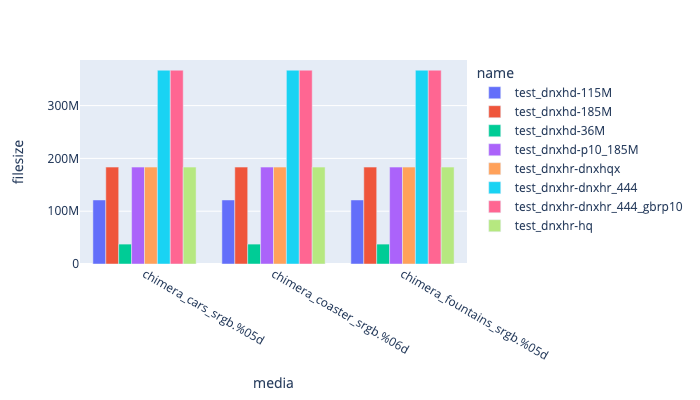 name
test_dnxhd-115M
test_dnxhd-185M
test_dnxhd-36M
test_dnxhd-p10_185M
test_dnxhr-dnxhqx
test_dnxhr-dnxhr_444
test_dnxhr-dnxhr_444_gbrp10
test_dnxhr-hq
filesize
300M
200M
100M
0
chimera_cars_srgb.%05d
chimera_coaster_srgb.%06d
chimera_fountains_srgb.%05d
media